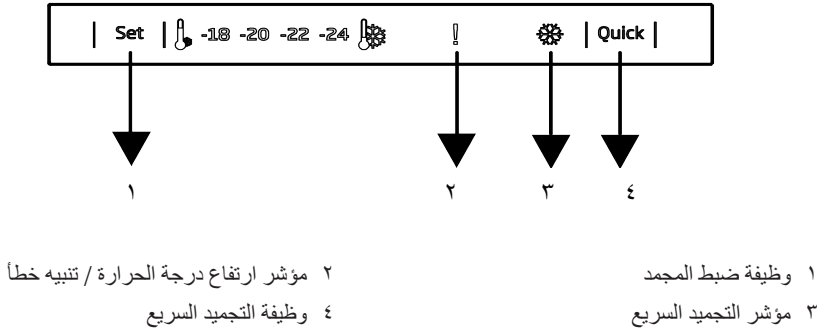 | Set | -18 -20 -22 -24 ! | Quick |
١ ٢ ٣ ٤
١ وظيفة ضبط المجمد
٢ مؤشر ارتفاع درجة الحرارة / تنبيه خطأ
٣ مؤشر التجميد السريع
٤ وظيفة التجميد السريع